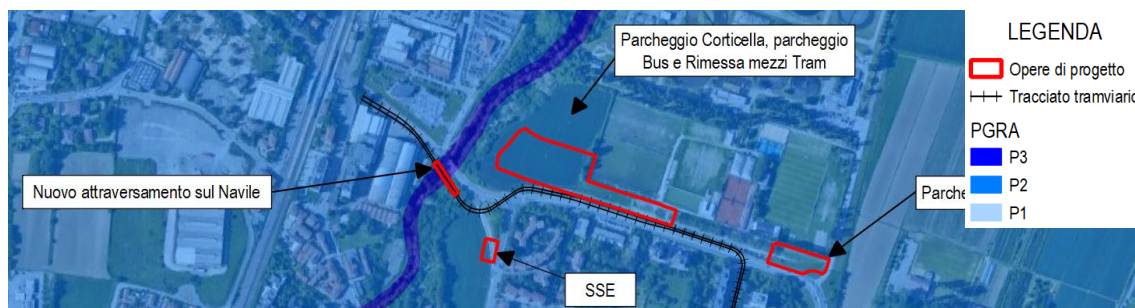 Parcheggio Corticella, parcheggio
Bus e Rimessa mezzi Tram
Nuovo attraversamento sul Navile
SSE
LEGENDA
Opere di progetto
Tracciato tramviario
PGRA
P3
P2
P1